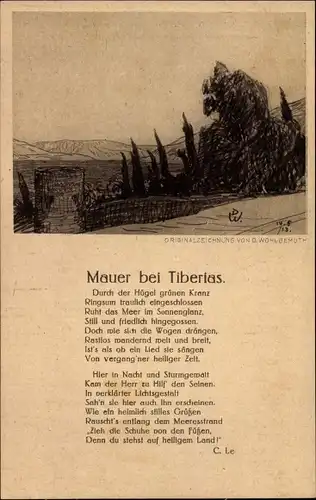 14.5
13.
ORIGINALZEICHNUNG VON D. WOHLGEMUTH
Mauer bei Tiberias.
Durch der Hügel grünen Kranz
Ringsum traulich eingeschlossen
Ruht das Meer im Sonnenglanz,
Still und friedlich hingegossen.
Doch wie sich die Wogen drängen,
Rastlos wandernd weit und breit,
Ist's als ob ein Lied sie sängen
Von vergang'ner heiliger Zeit.
Hier in Nacht und Sturmgewalt
Kam der Herr zu Hilf' den Seinen.
In verklärter Lichtsgestalt
Sah'n sie hier auch ihn erscheinen.
Wie ein heimlich stilles Grüßen
Rauscht's entlang dem Meeresstrand
„Zieh die Schuhe von den Füßen,
Denn du stehst auf heiligem Land!"
C. Le